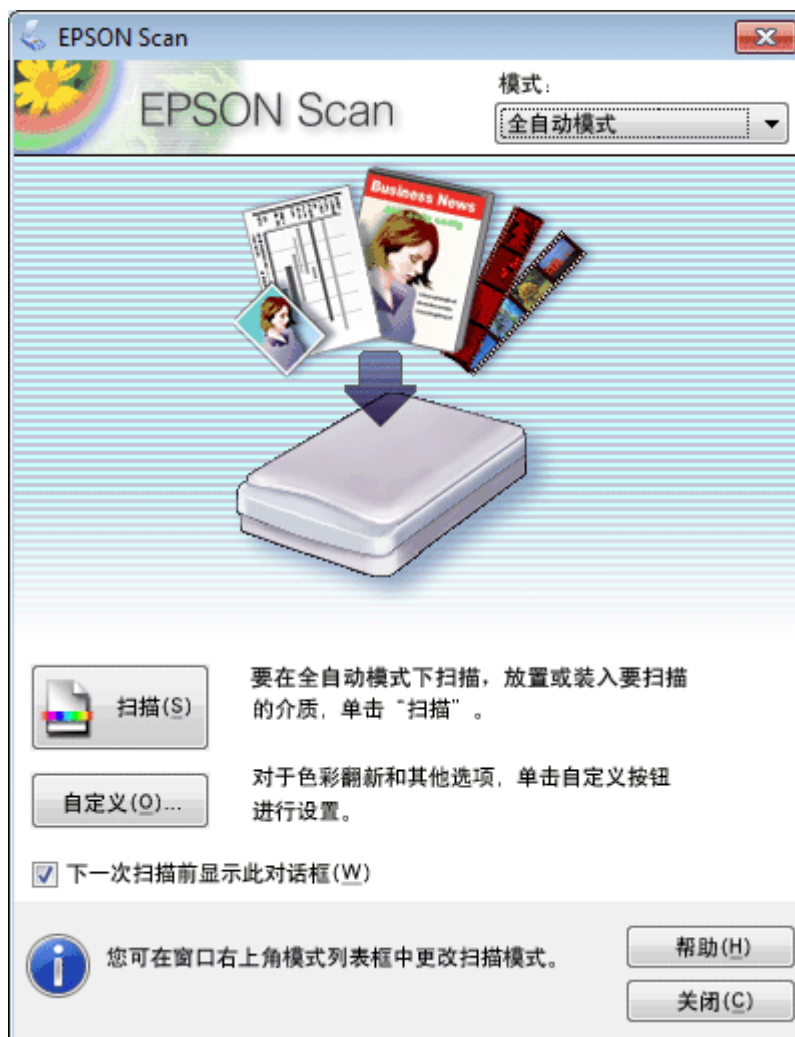 EPSON Scan
EPSON Scan
模式:
全自动模式
Business News
扫描(S)
要在全自动模式下扫描，放置或装入要扫描
的介质，单击“扫描”。
自定义(O)...
对于色彩翻新和其他选项，单击自定义按钮
进行设置。
下一次扫描前显示此对话框(W)
您可在窗口右上角模式列表框中更改扫描模式。
帮助(H)
关闭(C)